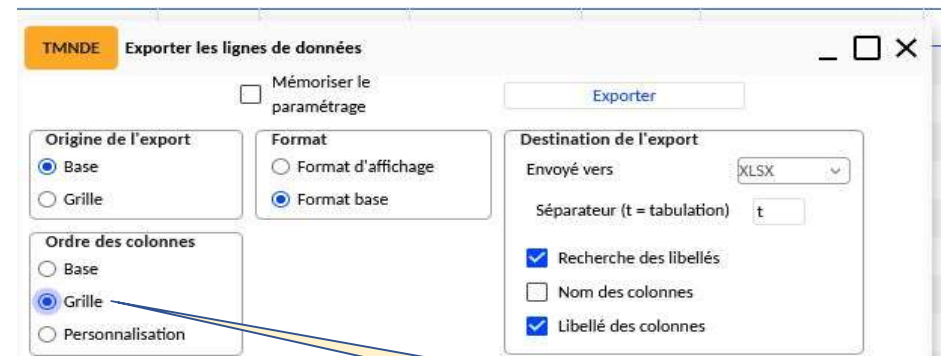 TMNDE Exporter les lignes de données
Mémoriser le
paramétrage
Exporter
Origine de l'export
Base
Grille
Format
Format d'affichage
Format base
Destination de l'export
Envoyé vers XLSX
Séparateur (t = tabulation) t
Recherche des libellés
Nom des colonnes
Libellé des colonnes
Ordre des colonnes
Base
Grille
Personnalisation